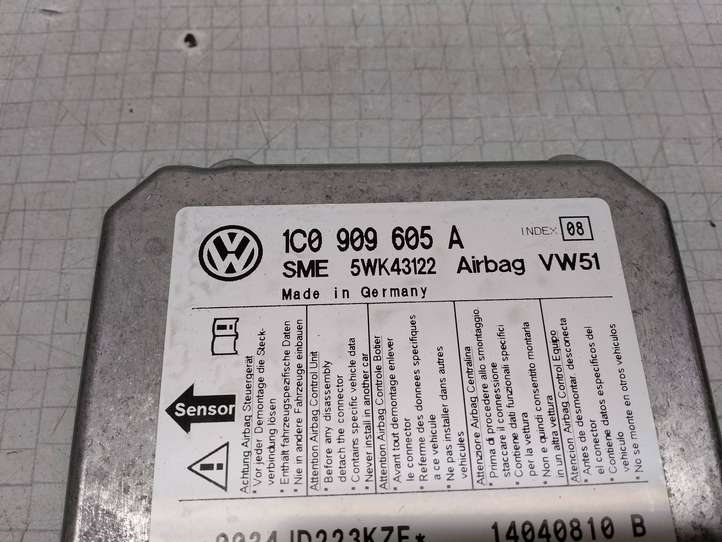 1C0 909 605 A
INDEX 08
SME 5WK43122 Airbag VW51
Made in Germany
Sensor
Achtung Airbag Steuergerät
* Vor jeder Demontage die Steck-
verbindung lösen
* Enthält fahrzeugspezifische Daten
Nie in andere Fahrzeuge einbauen
Attention Airbag Control Unit
* Before any disassembly
detach the connector
* Contains specific vehicle data
* Never install in another car
Attention Airbag Controle Boîtier
* Avant tout demontage enlever
le connector
* Referme des donnees specifiques
a ce vehicule
* Ne pas installer dans autres
vehicules
Attenzione Airbag Centralina
* Prima di procedere allo smontaggio.
staccare il connessione
* Contiene dati funzionali specifici
per la vettura
* Non e quindi consentito montarla
in un altra vettura
Atencion Airbag Control Equipo
* Antes de desmontar, desconecta
el conector
* Contiene datos especificos del
vehiculo
* No se monte en otros vehiculos
14040810 B